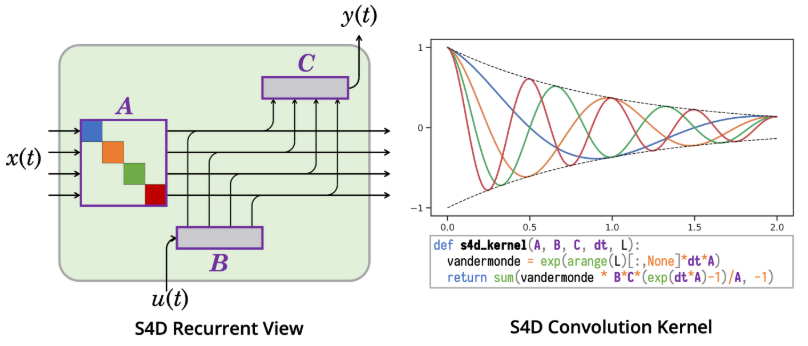 y(t)
C
A
x(t)
B
u(t)
S4D Recurrent View
1
0
−1
0.0 0.5 1.0 1.5 2.0
def s4d_kernel(A, B, C, dt, L):
vandermonde = exp(arange(L)[:,None]*dt*A)
return sum(vandermonde * B*C*(exp(dt*A)-1)/A, -1)
S4D Convolution Kernel